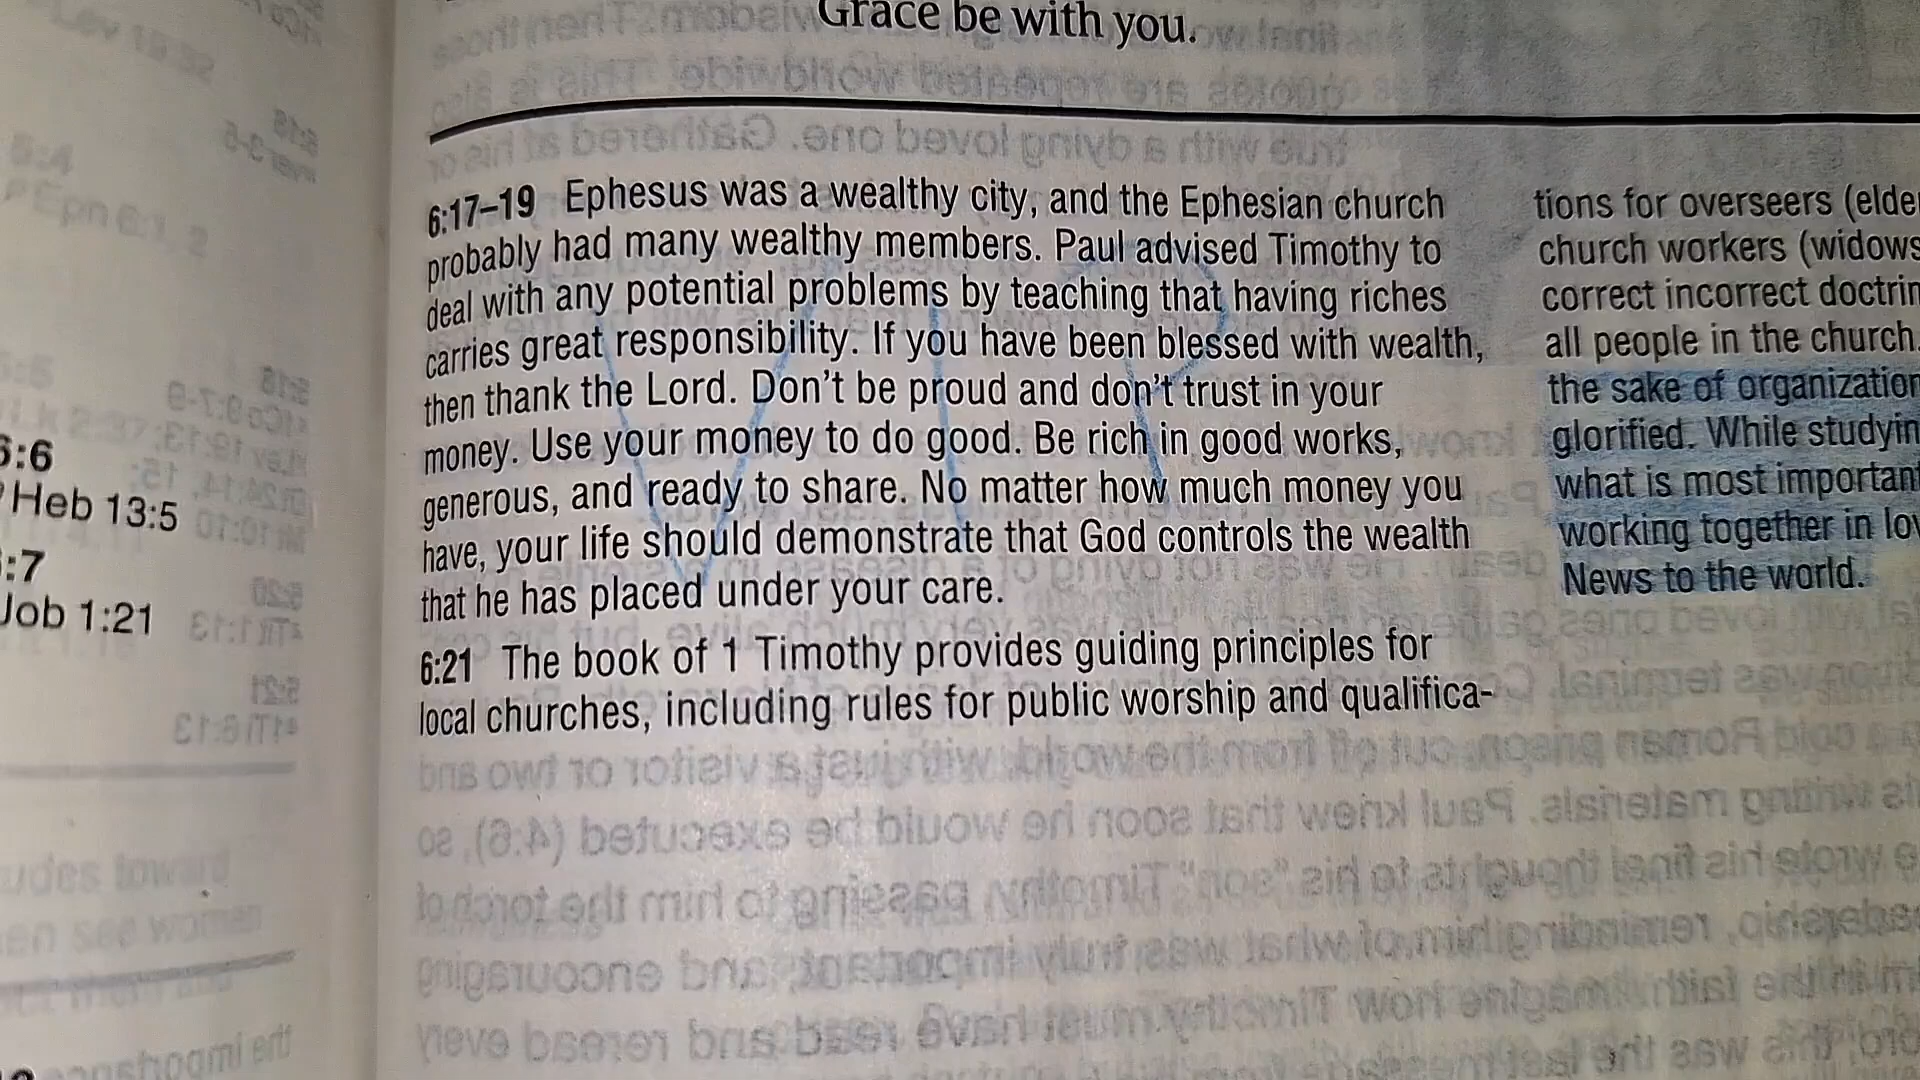 Grace be with you.
6:6
Heb 13:5
:7
Job 1:21
6:17–19 Ephesus was a wealthy city, and the Ephesian church
probably had many wealthy members. Paul advised Timothy to
deal with any potential problems by teaching that having riches
carries great responsibility. If you have been blessed with wealth,
then thank the Lord. Don't be proud and don't trust in your
money. Use your money to do good. Be rich in good works,
generous, and ready to share. No matter how much money you
have, your life should demonstrate that God controls the wealth
that he has placed under your care.
6:21 The book of 1 Timothy provides guiding principles for
local churches, including rules for public worship and qualifica-
tions for overseers (elde
church workers (widows
correct incorrect doctrin
all people in the church.
the sake of organization
glorified. While studyin
what is most important
working together in lov
News to the world.
VIP